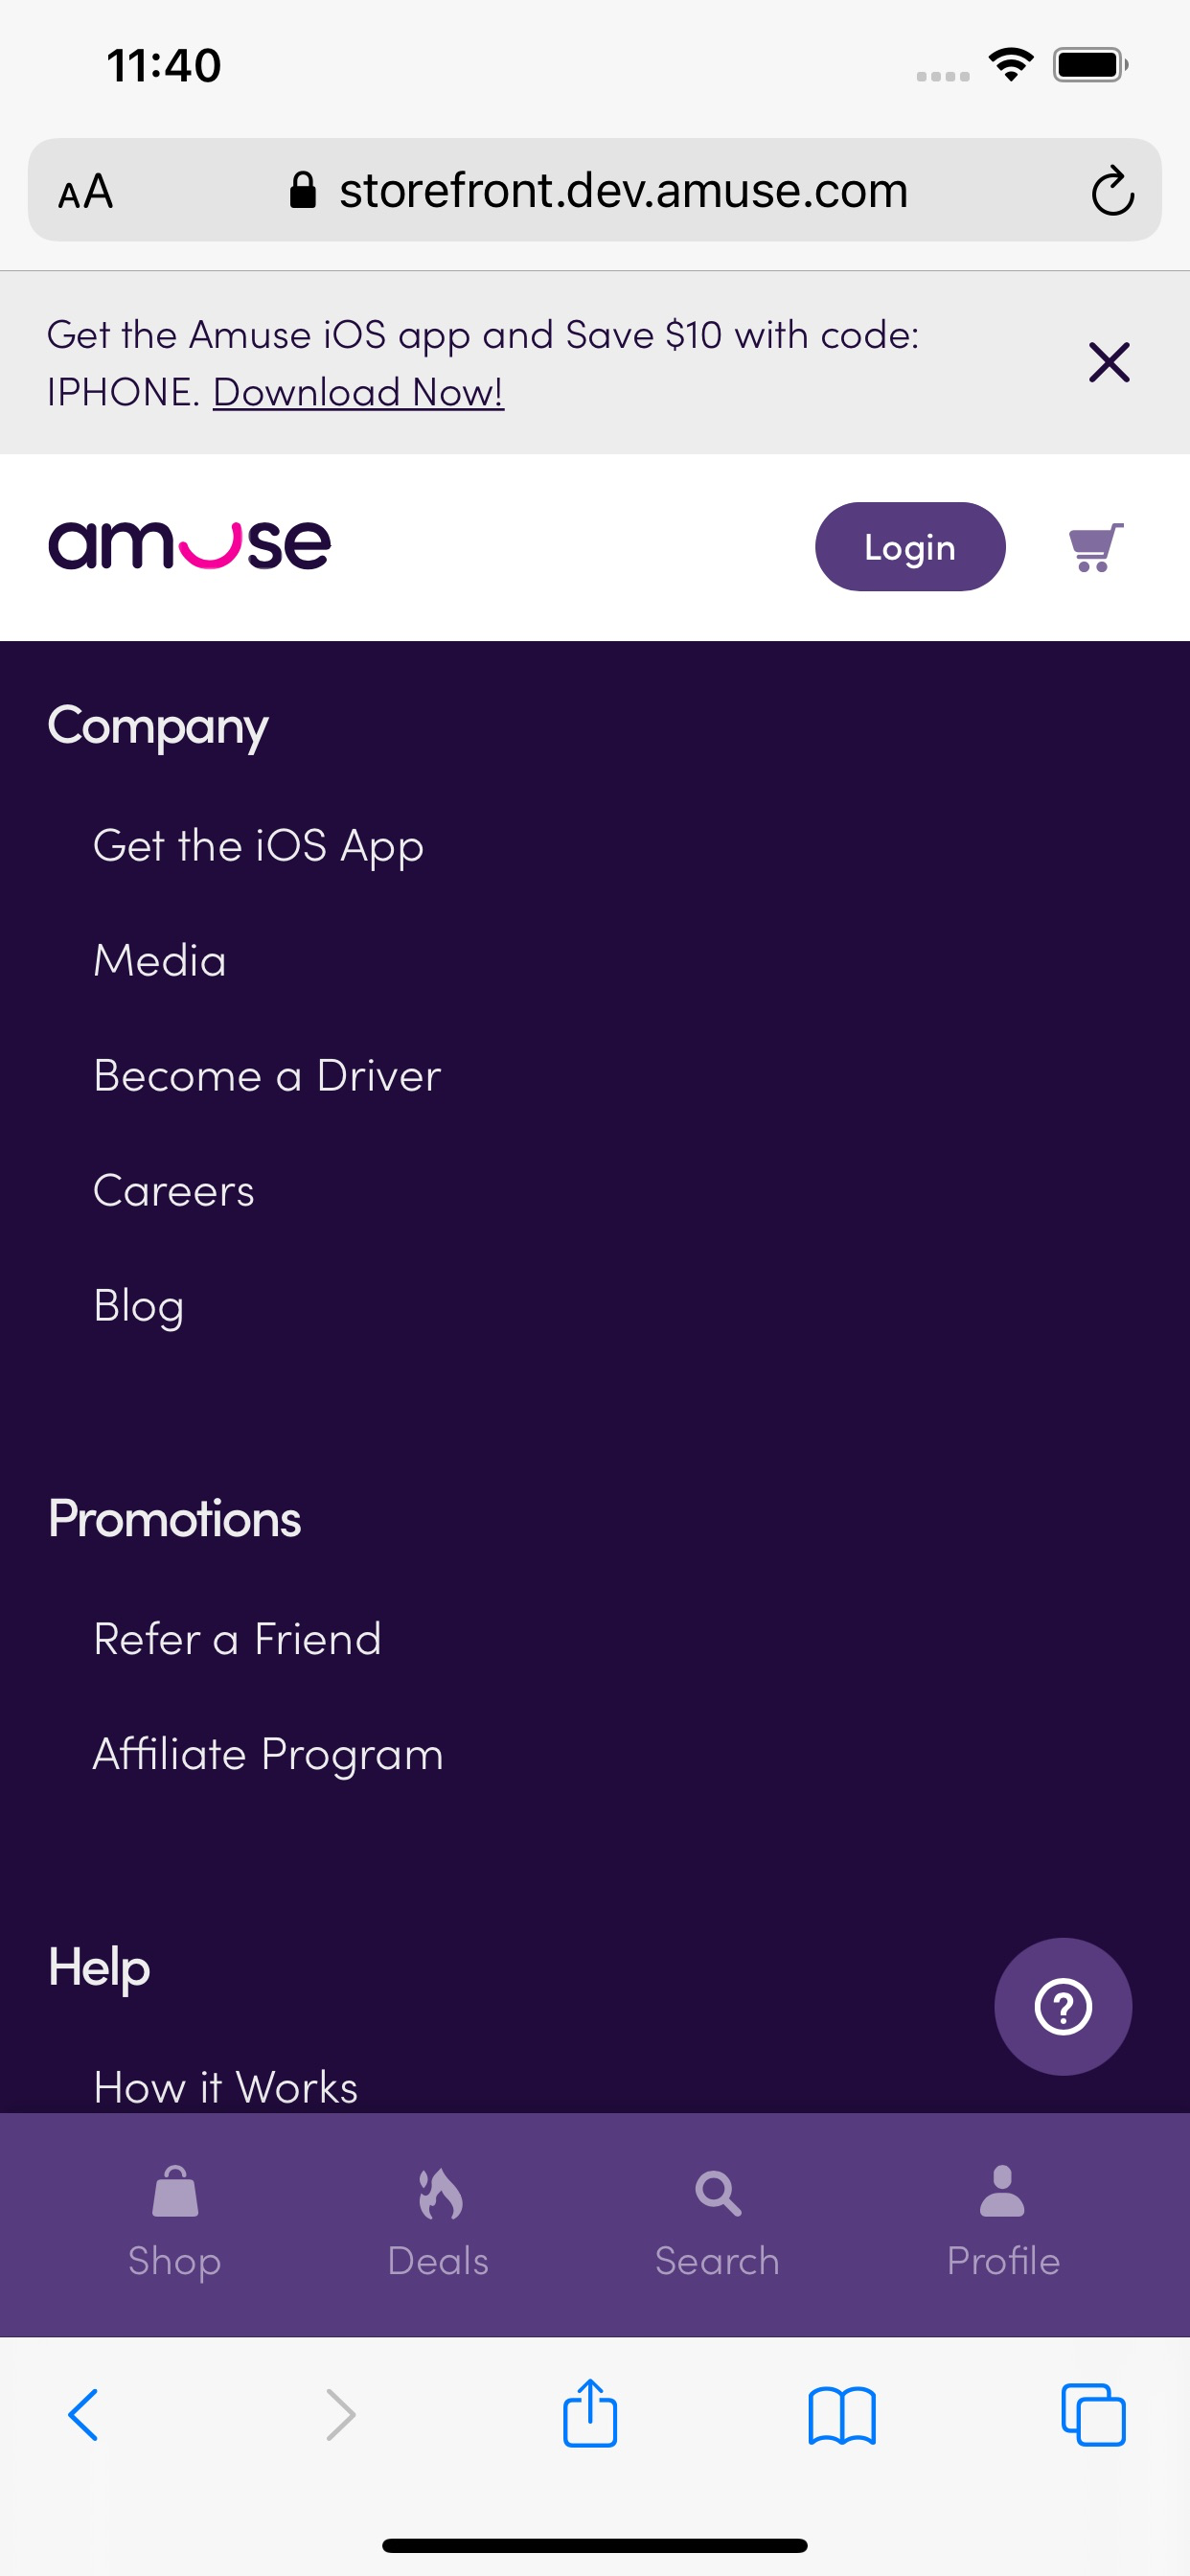 11:40
AA storefront.dev.amuse.com
Get the Amuse iOS app and Save $10 with code:
IPHONE. Download Now!
amuse
Login
Company
Get the iOS App
Media
Become a Driver
Careers
Blog
Promotions
Refer a Friend
Affiliate Program
Help
?
How it Works
Shop Deals Search Profile